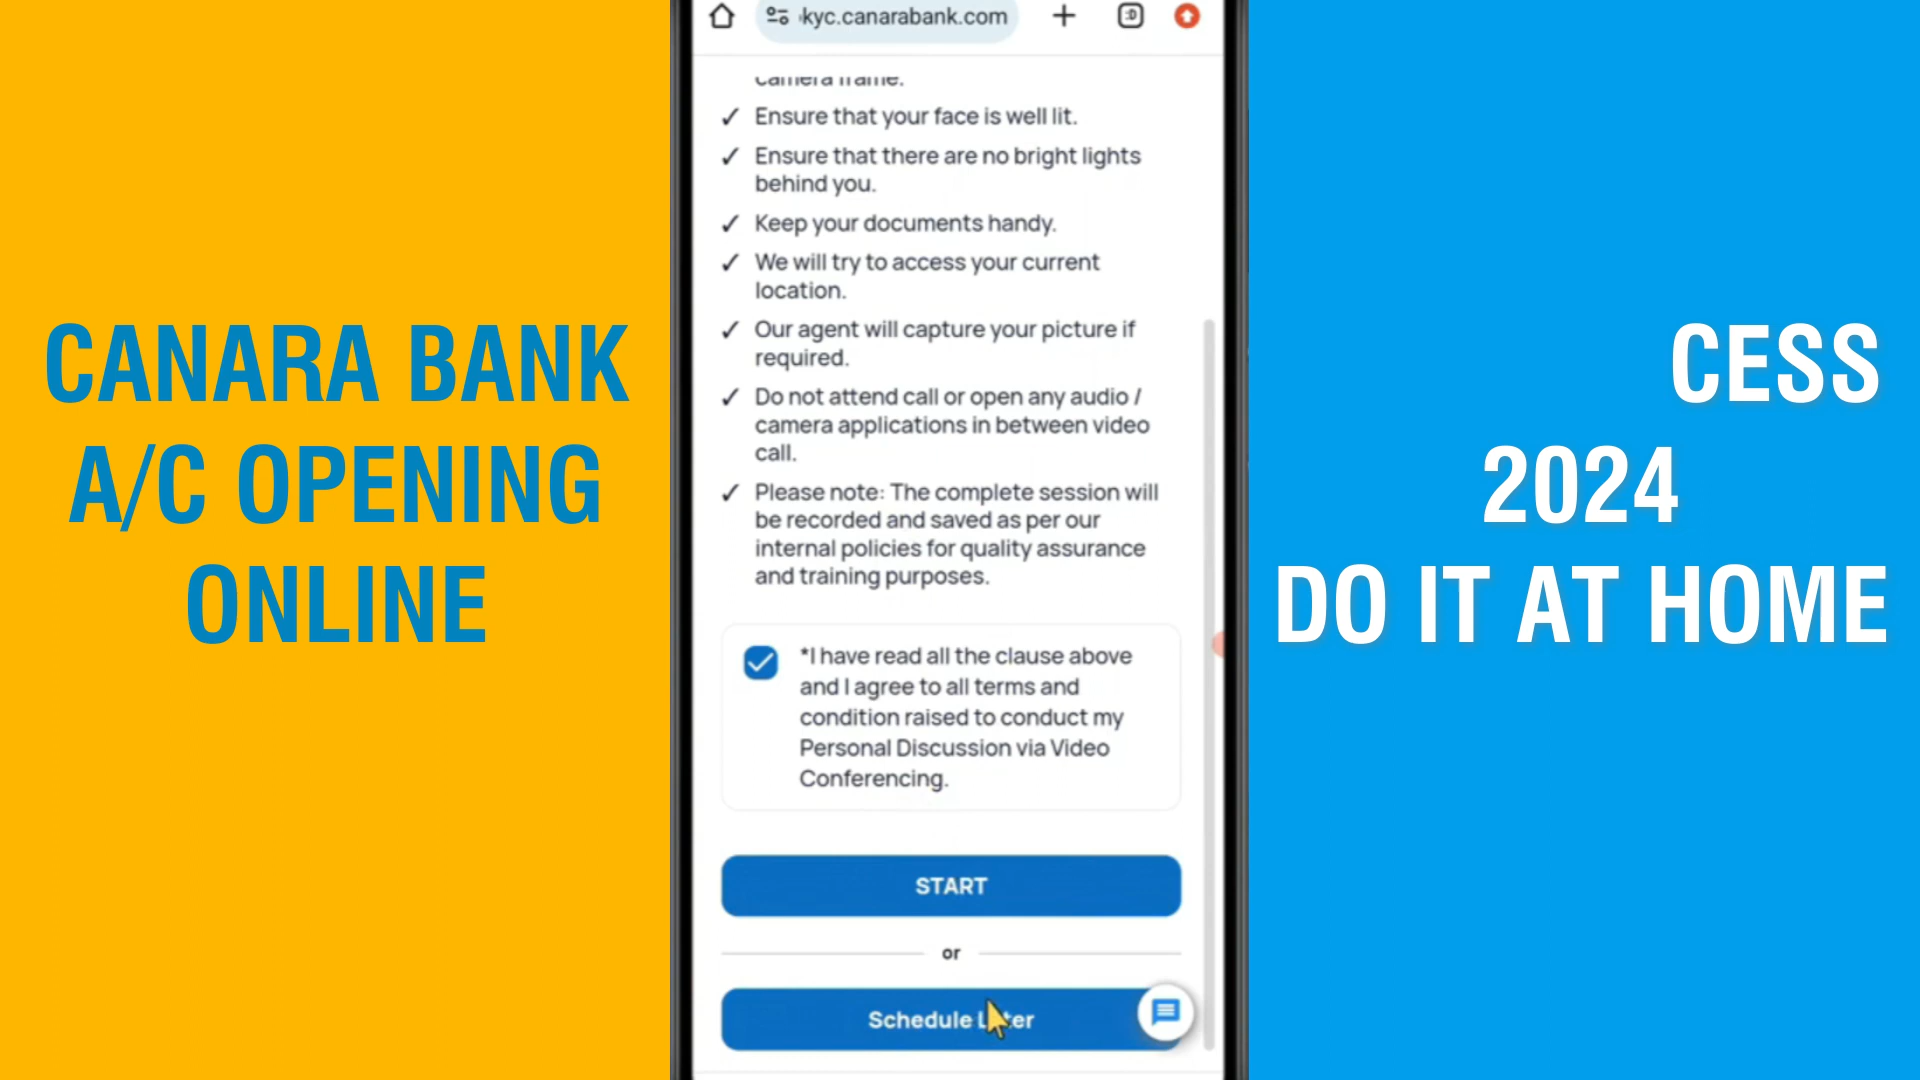 kyc.canarabank.com
:D
camera frame.
✓ Ensure that your face is well lit.
✓ Ensure that there are no bright lights
behind you.
✓ Keep your documents handy.
✓ We will try to access your current
location.
✓ Our agent will capture your picture if
required.
✓ Do not attend call or open any audio /
camera applications in between video
call.
✓ Please note: The complete session will
be recorded and saved as per our
internal policies for quality assurance
and training purposes.
*I have read all the clause above
and I agree to all terms and
condition raised to conduct my
Personal Discussion via Video
Conferencing.
START
or
Schedule L ter
CANARA BANK
A/C OPENING
ONLINE
CESS
2024
DO IT AT HOME